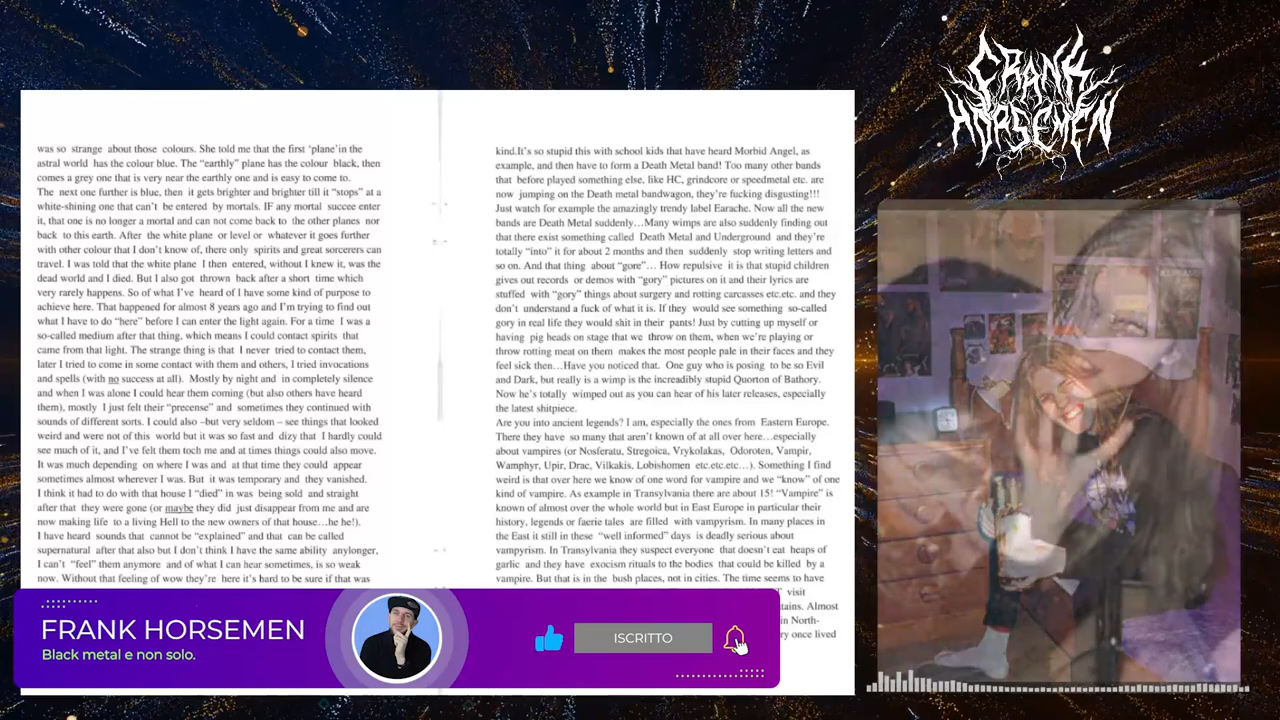 was so strange about those colours. She told me that the first ‘plane’in the
astral world has the colour blue. The “earthly” plane has the colour black, then
comes a grey one that is very near the earthly one and is easy to come to.
The next one further is blue, then it gets brighter and brighter till it “stops” at a
white-shining one that can’t be entered by mortals. IF any mortal succee enter
it, that one is no longer a mortal and can not come back to the other planes nor
back to this earth. After the white plane or level or whatever it goes further
with other colour that I don’t know of, there only spirits and great sorcerers can
travel. I was told that the white plane I then entered, without I knew it, was the
dead world and I died. But I also got thrown back after a short time which
very rarely happens. So of what I’ve heard of I have some kind of purpose to
achieve here. That happened for almost 8 years ago and I’m trying to find out
what I have to do “here” before I can enter the light again. For a time I was a
so-called medium after that thing, which means I could contact spirits that
came from that light. The strange thing is that I never tried to contact them,
later I tried to come in some contact with them and others, I tried invocations
and spells (with no success at all). Mostly by night and in completely silence
and when I was alone I could hear them coming (but also others have heard
them), mostly I just felt their “precense” and sometimes they continued with
sounds of different sorts. I could also –but very seldom – see things that looked
weird and were not of this world but it was so fast and dizy that I hardly could
see much of it, and I’ve felt them toch me and at times things could also move.
It was much depending on where I was and at that time they could appear
sometimes almost wherever I was. But it was temporary and they vanished.
I think it had to do with that house I “died” in was being sold and straight
after that they were gone (or maybe they did just disappear from me and are
now making life to a living Hell to the new owners of that house…he he!).
I have heard sounds that cannot be “explained” and that can be called
supernatural after that also but I don’t think I have the same ability anylonger,
I can’t “feel” them anymore and of what I can hear sometimes, is so weak
now. Without that feeling of wow they’re here it’s hard to be sure if that was
kind.It’s so stupid this with school kids that have heard Morbid Angel, as
example, and then have to form a Death Metal band! Too many other bands
that before played something else, like HC, grindcore or speedmetal etc. are
now jumping on the Death metal bandwagon, they’re fucking disgusting!!!
Just watch for example the amazingly trendy label Earache. Now all the new
bands are Death Metal suddenly…Many wimps are also suddenly finding out
that there exist something called Death Metal and Underground and they’re
totally “into” it for about 2 months and then suddenly stop writing letters and
so on. And that thing about “gore”… How repulsive it is that stupid children
gives out records or demos with “gory” pictures on it and their lyrics are
stuffed with “gory” things about surgery and rotting carcasses etc.etc. and they
don’t understand a fuck of what it is. If they would see something so-called
gory in real life they would shit in their pants! Just by cutting up myself or
having pig heads on stage that we throw on them, when we’re playing or
throw rotting meat on them makes the most people pale in their faces and they
feel sick then…Have you noticed that. One guy who is posing to be so Evil
and Dark, but really is a wimp is the incredibly stupid Quorton of Bathory.
Now he’s totally wimped out as you can hear of his later releases, especially
the latest shitpiece.
Are you into ancient legends? I am, especially the ones from Eastern Europe.
There they have so many that aren’t known of at all over here…especially
about vampires (or Nosferatu, Stregoica, Vrykolakas, Odoroten, Vampir,
Wamphyr, Upir, Drac, Vilkakis, Lobishomen etc.etc.etc…). Something I find
weird is that over here we know of one word for vampire and we “know” of one
kind of vampire. As example in Transylvania there are about 15! “Vampire” is
known of almost over the whole world but in East Europe in particular their
history, legends or faerie tales are filled with vampyrism. In many places in
the East it still in these “well informed” days is deadly serious about
vampyrism. In Transylvania they suspect everyone that doesn’t eat heaps of
garlic and they have exocism rituals to the bodies that could be killed by a
vampire. But that is in the bush places, not in cities. The time seems to have
visit
tains. Almost
in North-
ry once lived
FRANK HORSEMEN
Black metal e non solo.
ISCRITTO
FRANK
HORSEMEN